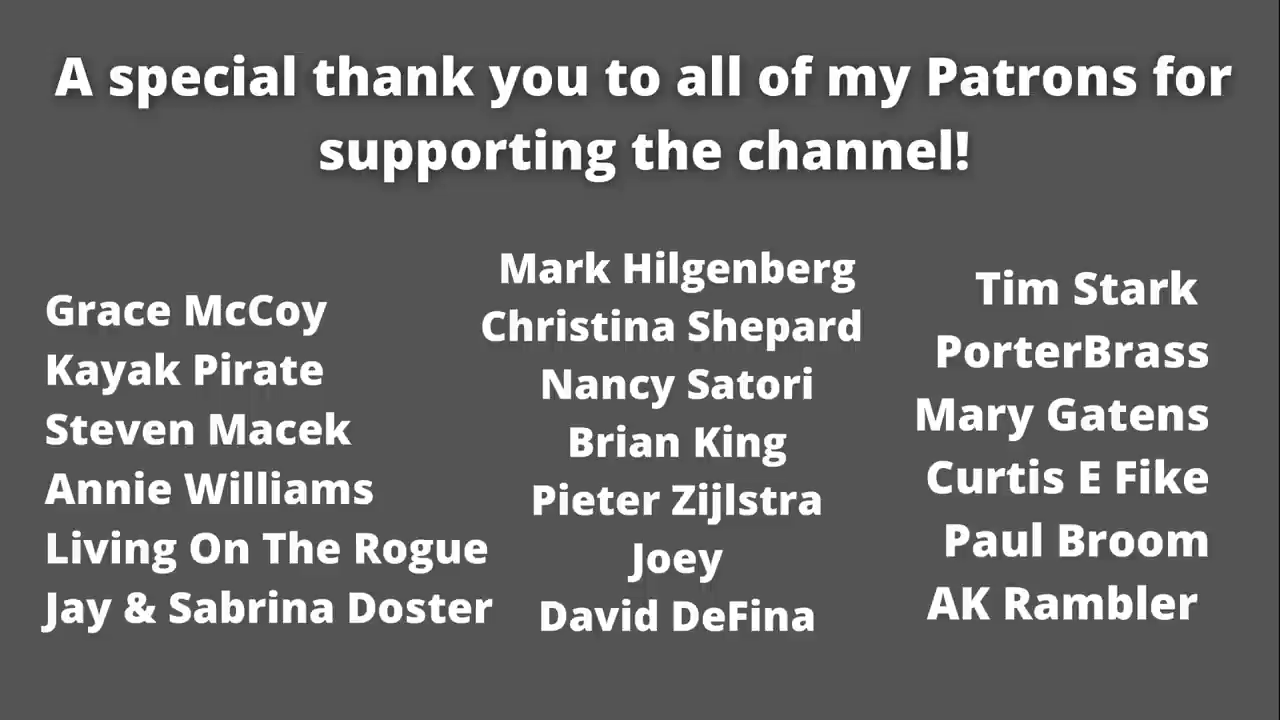 A special thank you to all of my Patrons for
supporting the channel!
Grace McCoy
Kayak Pirate
Steven Macek
Annie Williams
Living On The Rogue
Jay & Sabrina Doster
Mark Hilgenberg
Christina Shepard
Nancy Satori
Brian King
Pieter Zijlstra
Joey
David DeFina
Tim Stark
PorterBrass
Mary Gatens
Curtis E Fike
Paul Broom
AK Rambler